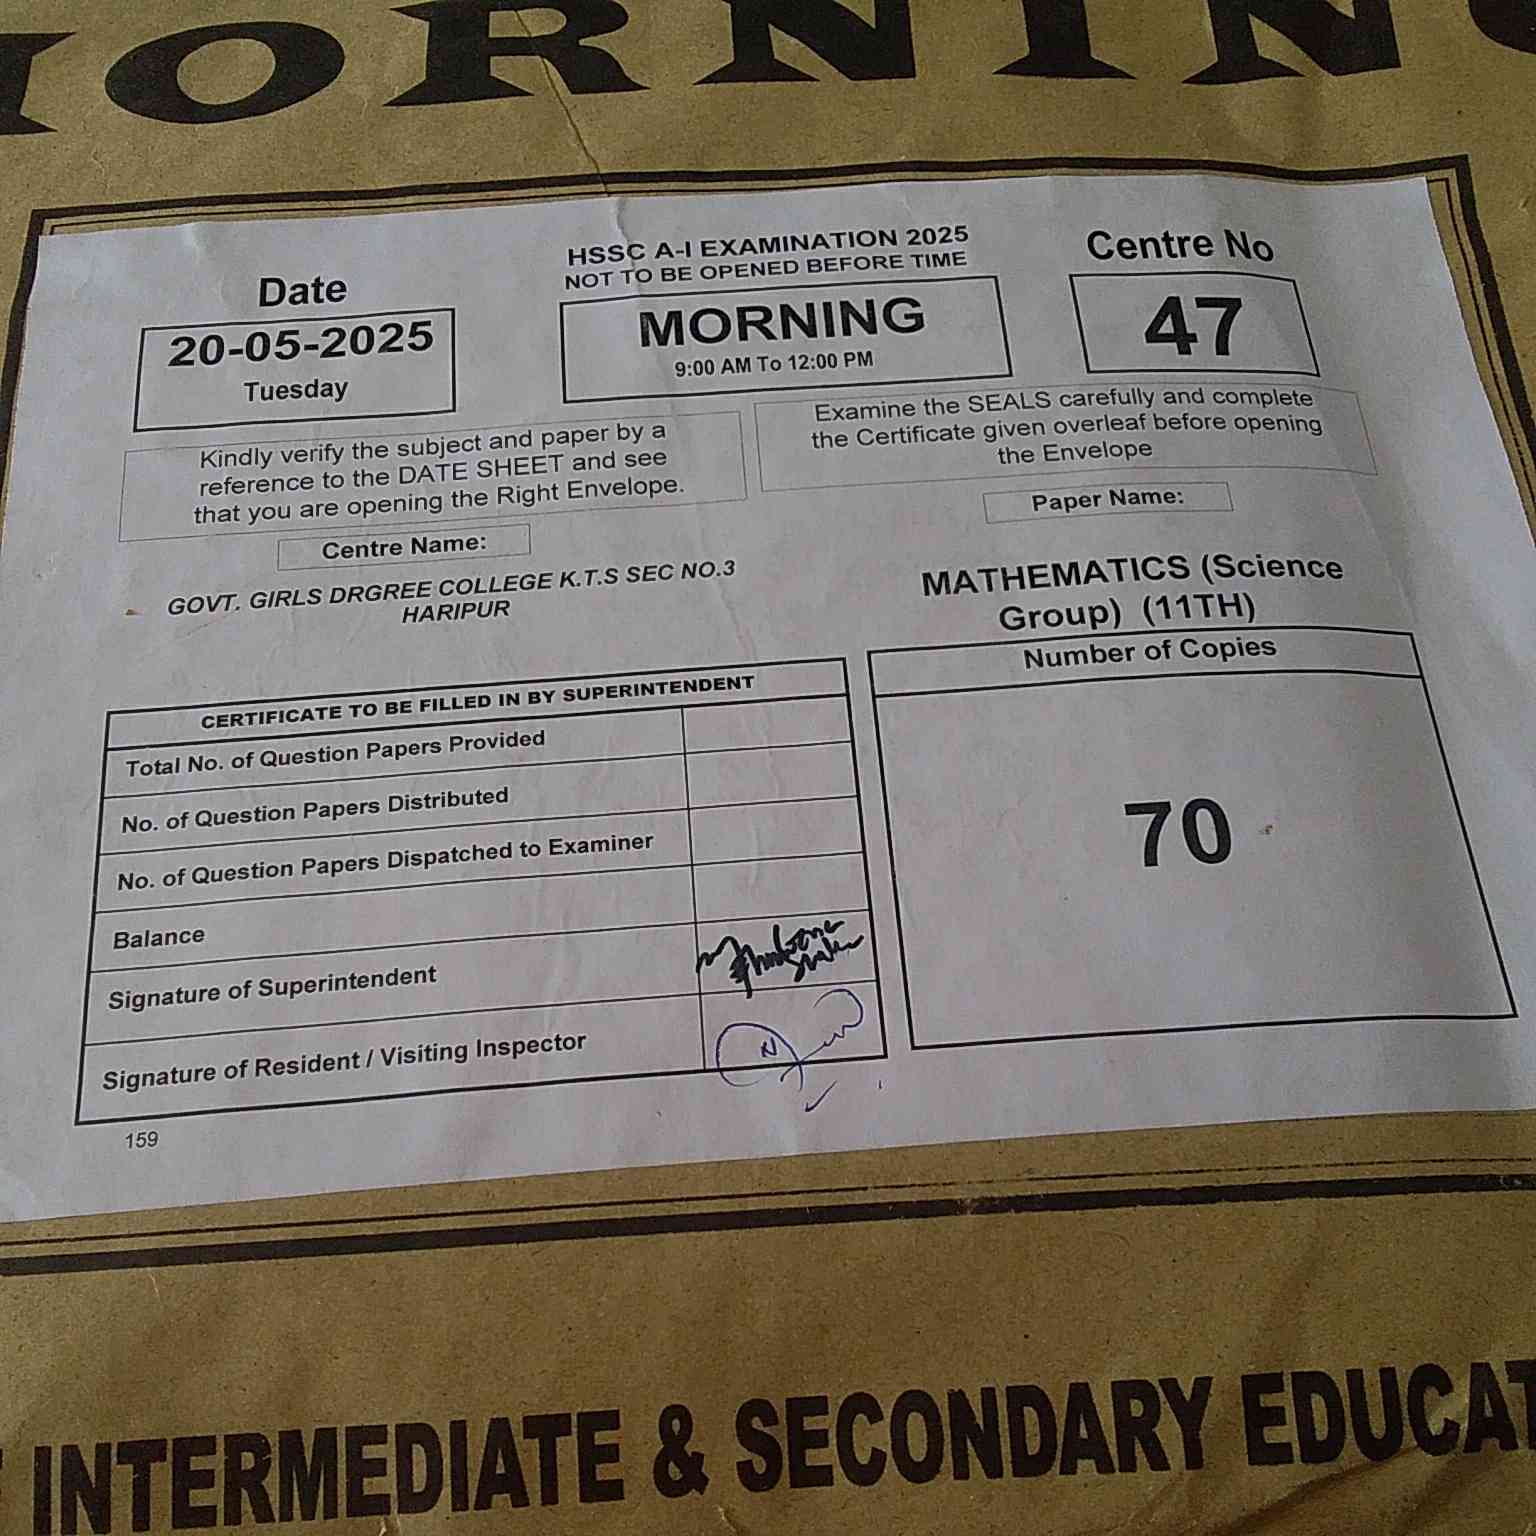 MORNING
HSSC A-I EXAMINATION 2025
NOT TO BE OPENED BEFORE TIME
Date
20-05-2025
Tuesday
MORNING
9:00 AM To 12:00 PM
Centre No
47
Kindly verify the subject and paper by a
reference to the DATE SHEET and see
that you are opening the Right Envelope.
Examine the SEALS carefully and complete
the Certificate given overleaf before opening
the Envelope
Centre Name:
GOVT. GIRLS DRGREE COLLEGE K.T.S SEC NO.3
HARIPUR
Paper Name:
MATHEMATICS (Science
Group) (11TH)
CERTIFICATE TO BE FILLED IN BY SUPERINTENDENT
Total No. of Question Papers Provided
No. of Question Papers Distributed
No. of Question Papers Dispatched to Examiner
Balance
Signature of Superintendent
Signature of Resident / Visiting Inspector
Number of Copies
70
159
INTERMEDIATE & SECONDARY EDUCAT